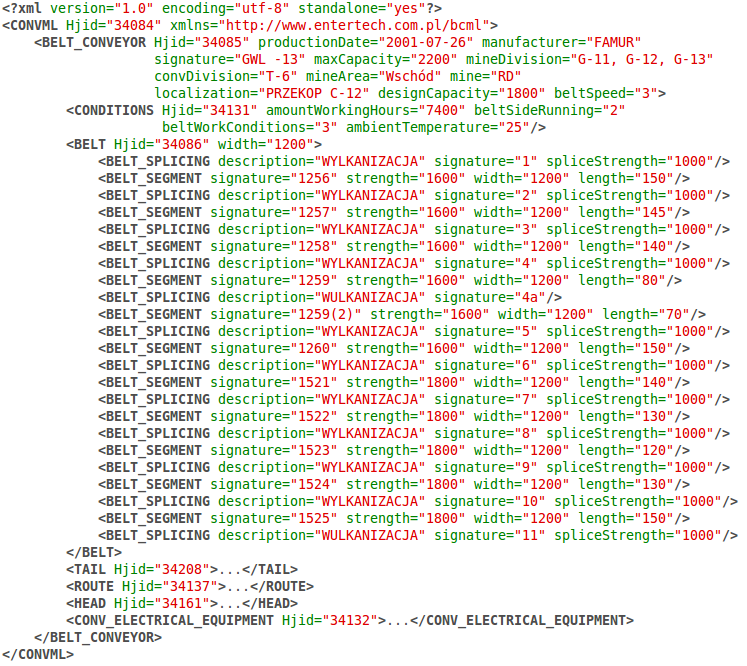 <?xml version="1.0" encoding="utf-8" standalone="yes"?>
<CONVML Hjid="34084" xmlns="http://www.entertech.com.pl/bcml">
<BELT_CONVEYOR Hjid="34085" productionDate="2001-07-26" manufacturer="FAMUR"
signature="GWL -13" maxCapacity="2200" mineDivision="G-11, G-12, G-13"
convDivision="T-6" mineArea="Wschód" mine="RD"
localization="PRZEKOP C-12" designCapacity="1800" beltSpeed="3">
<CONDITIONS Hjid="34131" amountWorkingHours="7400" beltSideRunning="2"
beltWorkConditions="3" ambientTemperature="25"/>
<BELT Hjid="34086" width="1200">
<BELT_SPLICING description="WYLKANIZACJA" signature="1" spliceStrength="1000"/>
<BELT_SEGMENT signature="1256" strength="1600" width="1200" length="150"/>
<BELT_SPLICING description="WYLKANIZACJA" signature="2" spliceStrength="1000"/>
<BELT_SEGMENT signature="1257" strength="1600" width="1200" length="145"/>
<BELT_SPLICING description="WYLKANIZACJA" signature="3" spliceStrength="1000"/>
<BELT_SEGMENT signature="1258" strength="1600" width="1200" length="140"/>
<BELT_SPLICING description="WYLKANIZACJA" signature="4" spliceStrength="1000"/>
<BELT_SEGMENT signature="1259" strength="1600" width="1200" length="80"/>
<BELT_SPLICING description="WULKANIZACJA" signature="4a"/>
<BELT_SEGMENT signature="1259(2)" strength="1600" width="1200" length="70"/>
<BELT_SPLICING description="WYLKANIZACJA" signature="5" spliceStrength="1000"/>
<BELT_SEGMENT signature="1260" strength="1600" width="1200" length="150"/>
<BELT_SPLICING description="WYLKANIZACJA" signature="6" spliceStrength="1000"/>
<BELT_SEGMENT signature="1521" strength="1800" width="1200" length="140"/>
<BELT_SPLICING description="WYLKANIZACJA" signature="7" spliceStrength="1000"/>
<BELT_SEGMENT signature="1522" strength="1800" width="1200" length="130"/>
<BELT_SPLICING description="WYLKANIZACJA" signature="8" spliceStrength="1000"/>
<BELT_SEGMENT signature="1523" strength="1800" width="1200" length="120"/>
<BELT_SPLICING description="WYLKANIZACJA" signature="9" spliceStrength="1000"/>
<BELT_SEGMENT signature="1524" strength="1800" width="1200" length="130"/>
<BELT_SPLICING description="WYLKANIZACJA" signature="10" spliceStrength="1000"/>
<BELT_SEGMENT signature="1525" strength="1800" width="1200" length="150"/>
<BELT_SPLICING description="WULKANIZACJA" signature="11" spliceStrength="1000"/>
</BELT>
<TAIL Hjid="34208">...</TAIL>
<ROUTE Hjid="34137">...</ROUTE>
<HEAD Hjid="34161">...</HEAD>
<CONV_ELECTRICAL_EQUIPMENT Hjid="34132">...</CONV_ELECTRICAL_EQUIPMENT>
</BELT_CONVEYOR>
</CONVML>